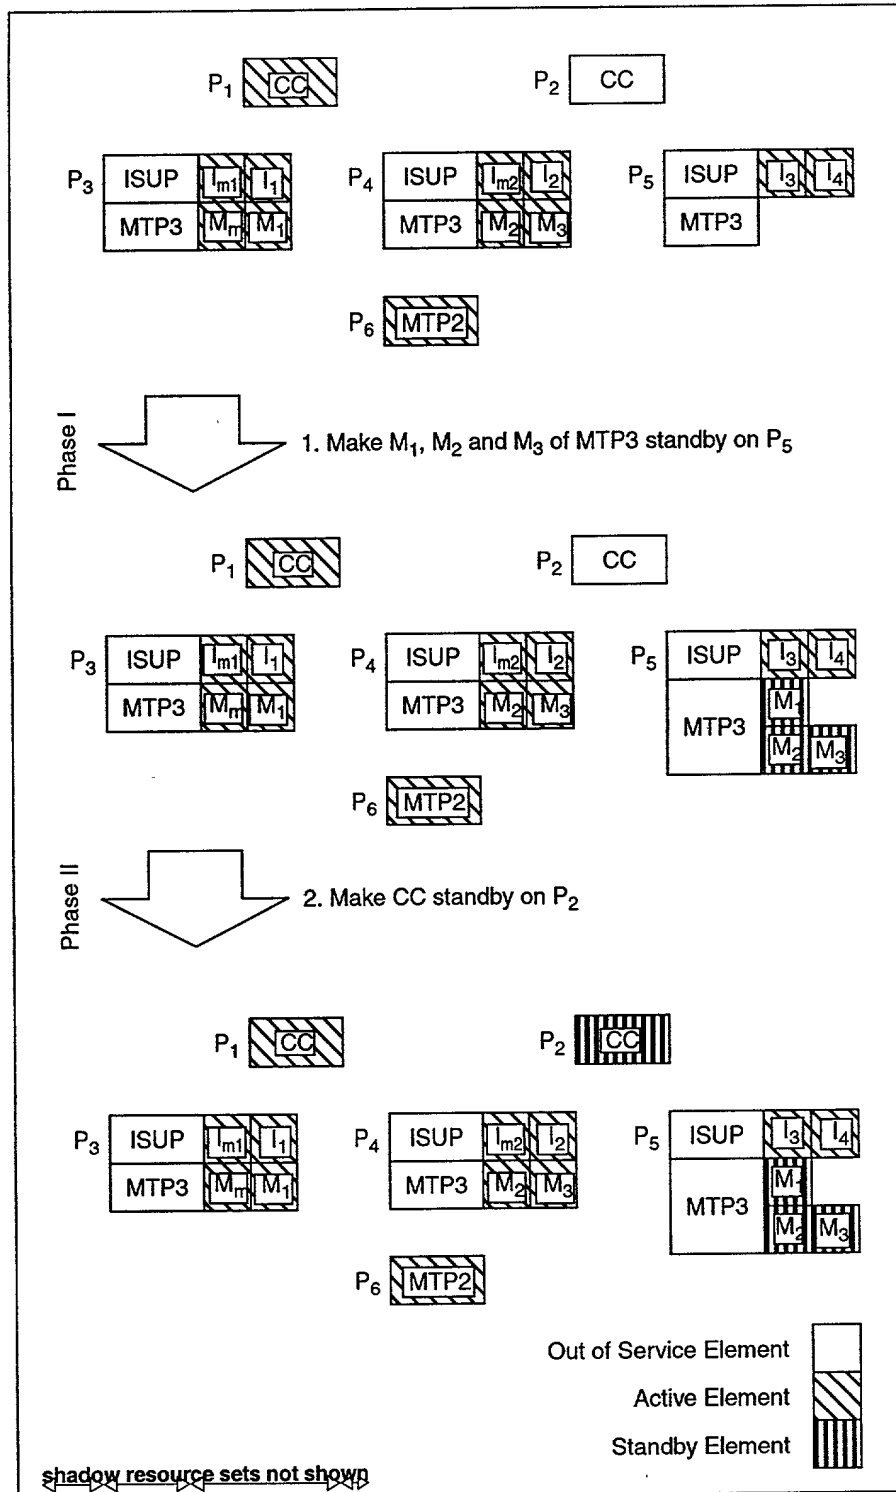 P1 CC P2 CC
P3 ISUP Im1 I1 P4 ISUP Im2 I2 P5 ISUP I3 I4
MTP3 Mm M1 MTP3 M2 M3 MTP3
P6 MTP2
Phase I
1. Make M1, M2 and M3 of MTP3 standby on P5
P1 CC P2 CC
P3 ISUP Im1 I1 P4 ISUP Im2 I2 P5 ISUP I3 I4
MTP3 Mm M1 MTP3 M2 M3 MTP3 M1
M2 M3
P6 MTP2
Phase II
2. Make CC standby on P2
P1 CC P2 CC
P3 ISUP Im1 I1 P4 ISUP Im2 I2 P5 ISUP I3 I4
MTP3 Mm M1 MTP3 M2 M3 MTP3 M1
M2 M3
P6 MTP2
Out of Service Element
Active Element
Standby Element
shadow resource sets not shown